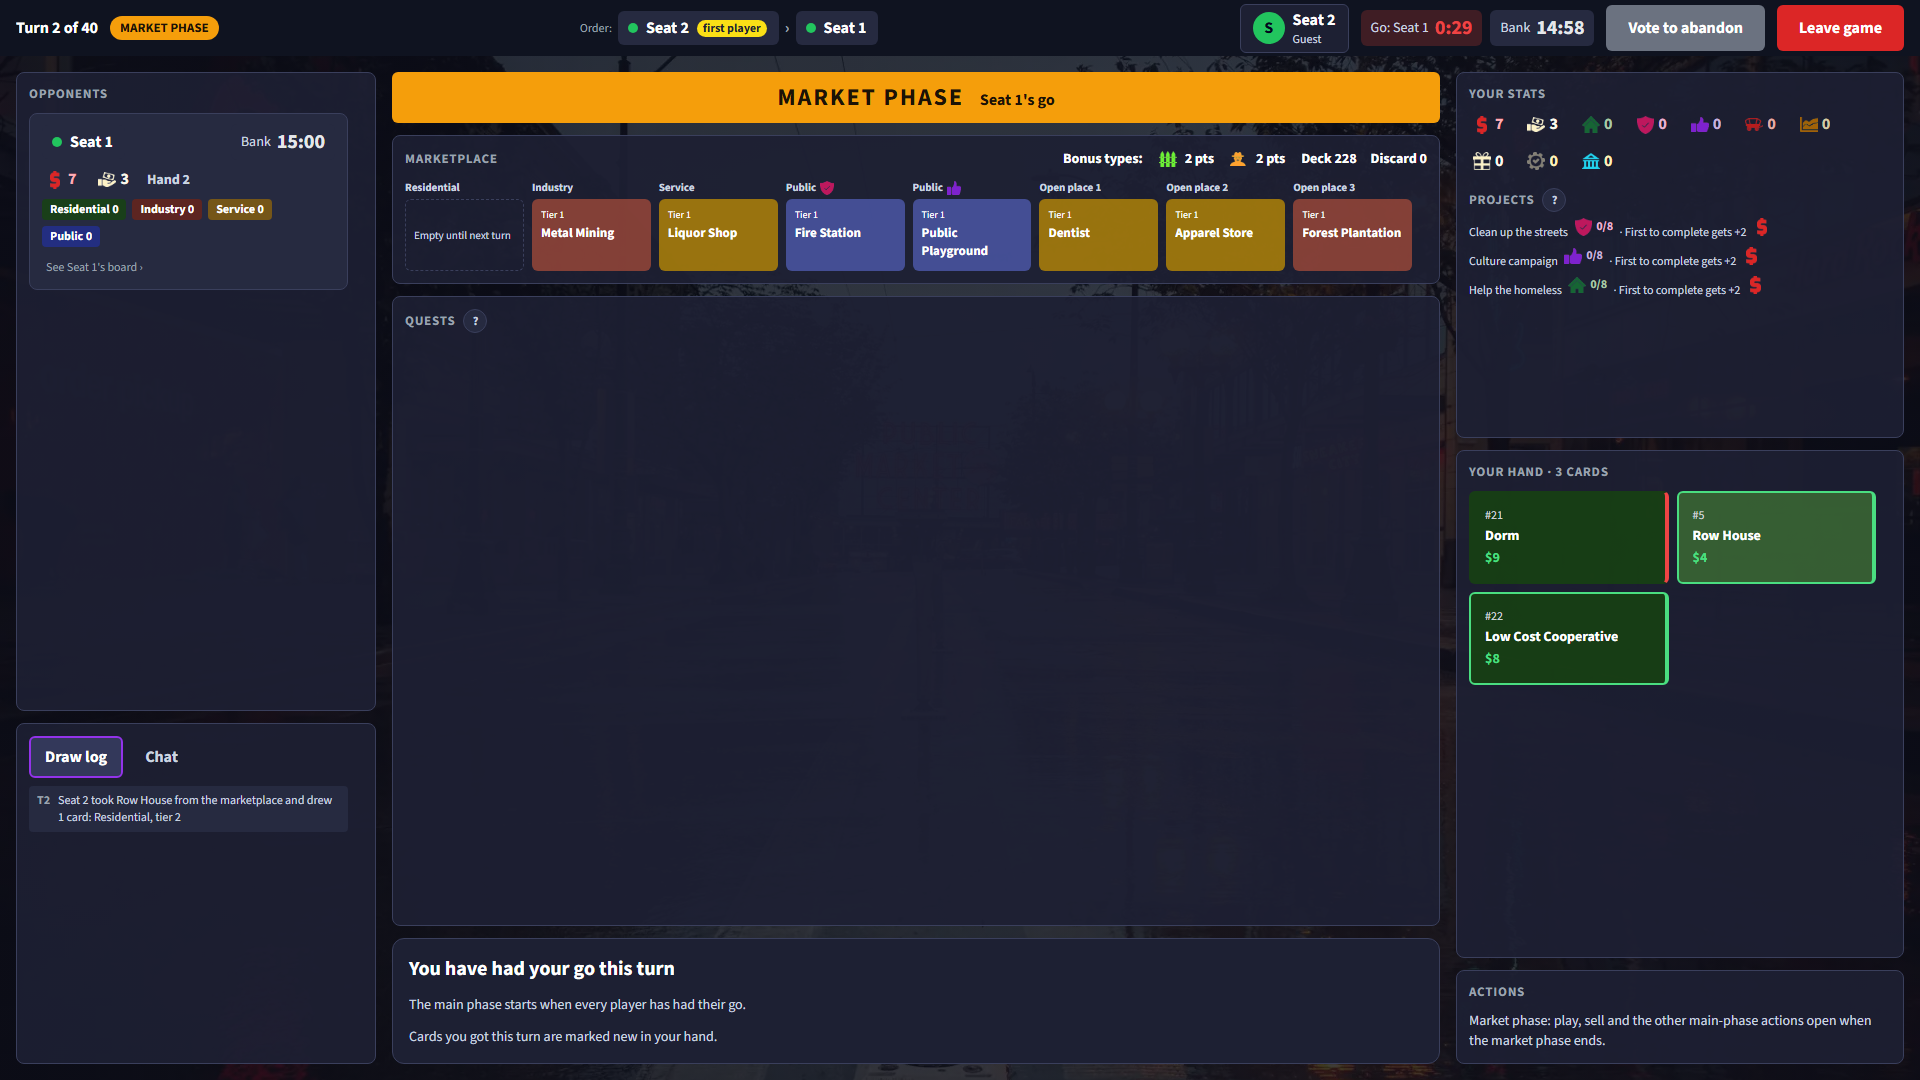 Turn 2 of 40 MARKET PHASE
Order: Seat 2 first player › Seat 1
S Seat 2
Guest
Go: Seat 1 0:29
Bank 14:58
Vote to abandon
Leave game
OPPONENTS
Seat 1 Bank 15:00
7 3 Hand 2
Residential 0 Industry 0 Service 0
Public 0
See Seat 1's board ›
Draw log Chat
T2 Seat 2 took Row House from the marketplace and drew
1 card: Residential, tier 2
MARKET PHASE Seat 1's go
MARKETPLACE Bonus types: 2 pts 2 pts Deck 228 Discard 0
Residential Industry Service Public Public Open place 1 Open place 2 Open place 3
Empty until next turn
Tier 1
Metal Mining
Tier 1
Liquor Shop
Tier 1
Fire Station
Tier 1
Public
Playground
Tier 1
Dentist
Tier 1
Apparel Store
Tier 1
Forest Plantation
QUESTS ?
You have had your go this turn
The main phase starts when every player has had their go.
Cards you got this turn are marked new in your hand.
YOUR STATS
7 3 0 0 0 0 0
0 0 0
PROJECTS ?
Clean up the streets 0/8 · First to complete gets +2
Culture campaign 0/8 · First to complete gets +2
Help the homeless 0/8 · First to complete gets +2
YOUR HAND · 3 CARDS
#21
Dorm
$9
#5
Row House
$4
#22
Low Cost Cooperative
$8
ACTIONS
Market phase: play, sell and the other main-phase actions open when
the market phase ends.